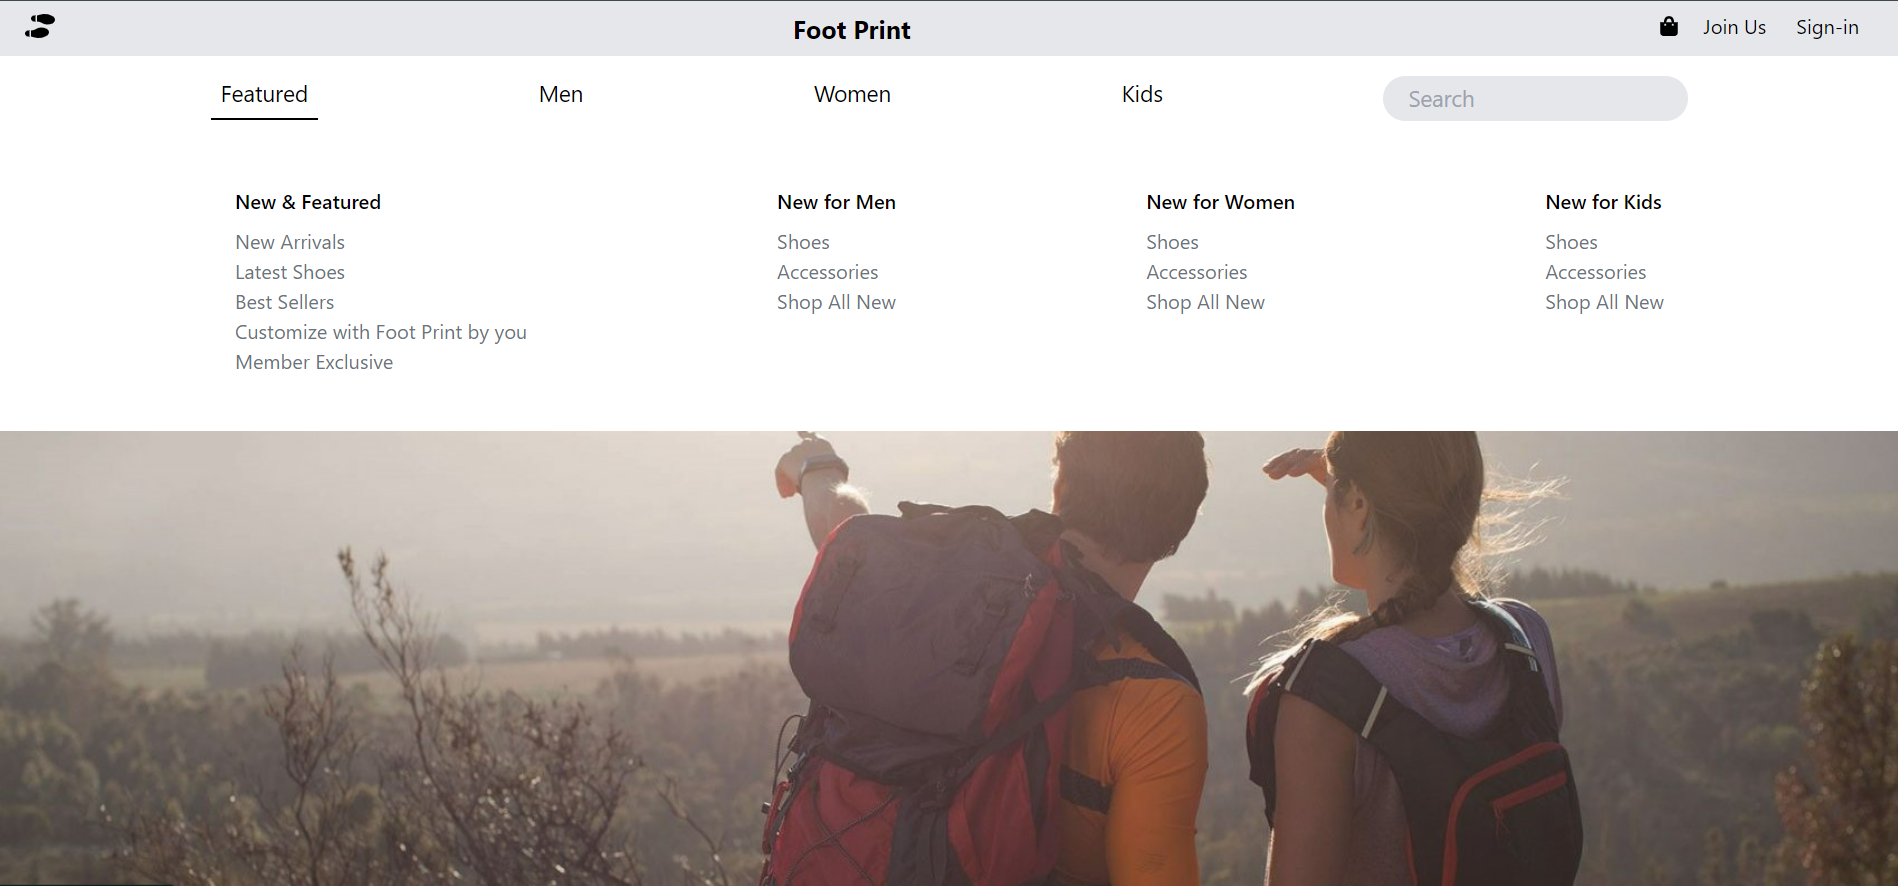 Foot Print
Join Us
Sign-in
Featured
Men
Women
Kids
Search
New & Featured
New Arrivals
Latest Shoes
Best Sellers
Customize with Foot Print by you
Member Exclusive
New for Men
Shoes
Accessories
Shop All New
New for Women
Shoes
Accessories
Shop All New
New for Kids
Shoes
Accessories
Shop All New